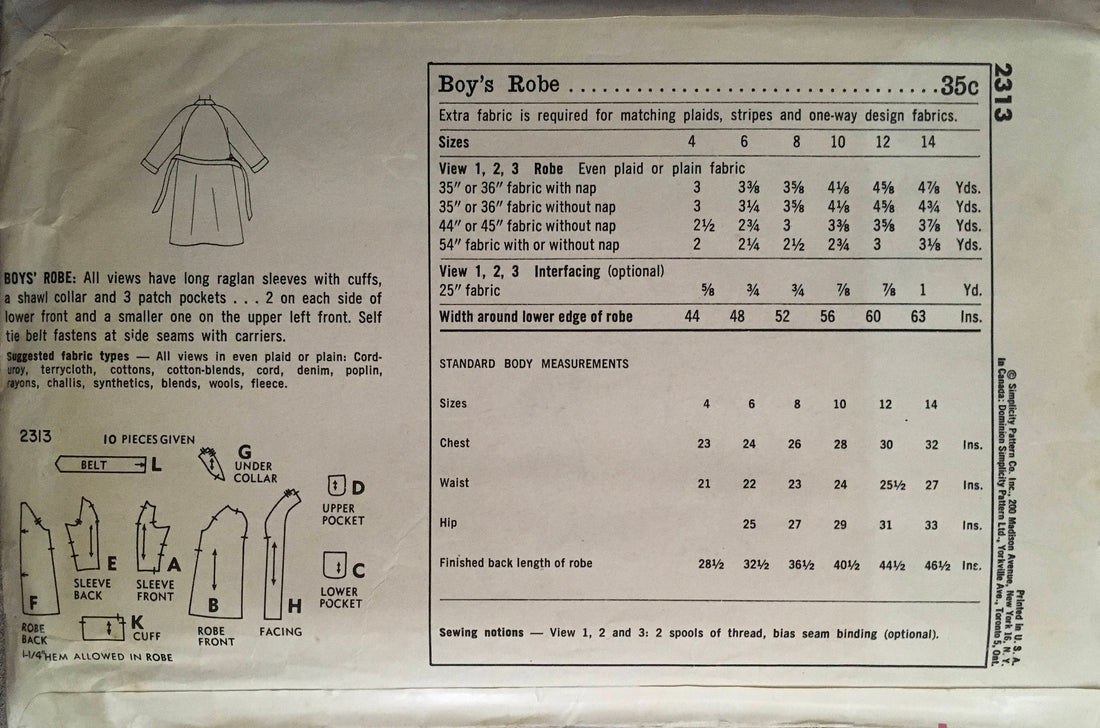 BOYS' ROBE: All views have long raglan sleeves with cuffs,
a shawl collar and 3 patch pockets . . . 2 on each side of
lower front and a smaller one on the upper left front. Self
tie belt fastens at side seams with carriers.
Suggested fabric types — All views in even plaid or plain: Cord-
uroy, terrycloth, cottons, cotton-blends, cord, denim, poplin,
rayons, challis, synthetics, blends, wools, fleece.
2313 10 PIECES GIVEN
BELT L
G
UNDER
COLLAR
D
UPPER
POCKET
E
SLEEVE
BACK
A
SLEEVE
FRONT
C
LOWER
POCKET
F
ROBE
BACK
K
CUFF
B
ROBE
FRONT
H
FACING
1-1/4" HEM ALLOWED IN ROBE
Boy's Robe ........................................35c
Extra fabric is required for matching plaids, stripes and one-way design fabrics.
Sizes 4 6 8 10 12 14
View 1, 2, 3 Robe Even plaid or plain fabric
35" or 36" fabric with nap 3 3⅜ 3⅝ 4⅛ 4⅝ 4⅞ Yds.
35" or 36" fabric without nap 3 3¼ 3⅝ 4⅛ 4⅝ 4¾ Yds.
44" or 45" fabric without nap 2½ 2¾ 3 3⅜ 3⅝ 3⅞ Yds.
54" fabric with or without nap 2 2¼ 2½ 2¾ 3 3⅛ Yds.
View 1, 2, 3 Interfacing (optional)
25" fabric ⅝ ¾ ¾ ⅞ ⅞ 1 Yd.
Width around lower edge of robe 44 48 52 56 60 63 Ins.
STANDARD BODY MEASUREMENTS
Sizes 4 6 8 10 12 14
Chest 23 24 26 28 30 32 Ins.
Waist 21 22 23 24 25½ 27 Ins.
Hip 25 27 29 31 33 Ins.
Finished back length of robe 28½ 32½ 36½ 40½ 44½ 46½ Ins.
Sewing notions — View 1, 2 and 3: 2 spools of thread, bias seam binding (optional).
2313
© Simplicity Pattern Co. Inc., 200 Madison Avenue, New York 16, N. Y.
In Canada: Dominion Simplicity Pattern Ltd., Yorkville Ave., Toronto 5, Ont.
Printed in U. S. A.